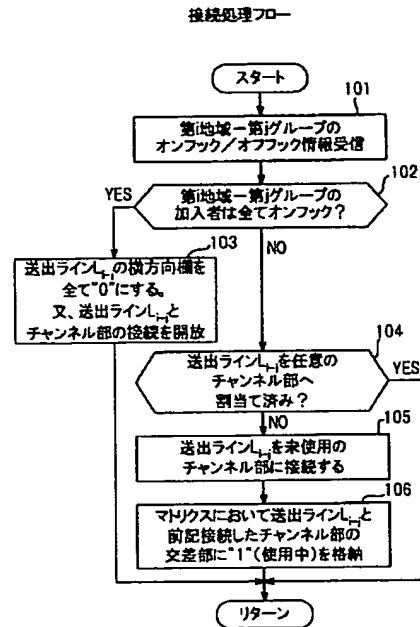 接続処理フロー
スタート
101
第i地域－第jグループの
オンフック／オフフック情報受信
102
第i地域－第jグループの
加入者は全てオンフック？
YES
NO
103
送出ラインLi-jの横方向欄を
全て"0"にする。
又、送出ラインLi-jと
チャンネル部の接続を開放
104
送出ラインLi-jを任意の
チャンネル部へ
割当て済み？
YES
NO
105
送出ラインLi-jを未使用の
チャンネル部に接続する
106
マトリクスにおいて送出ラインLi-jと
前記接続したチャンネル部の
交差部に"1"(使用中)を格納
リターン